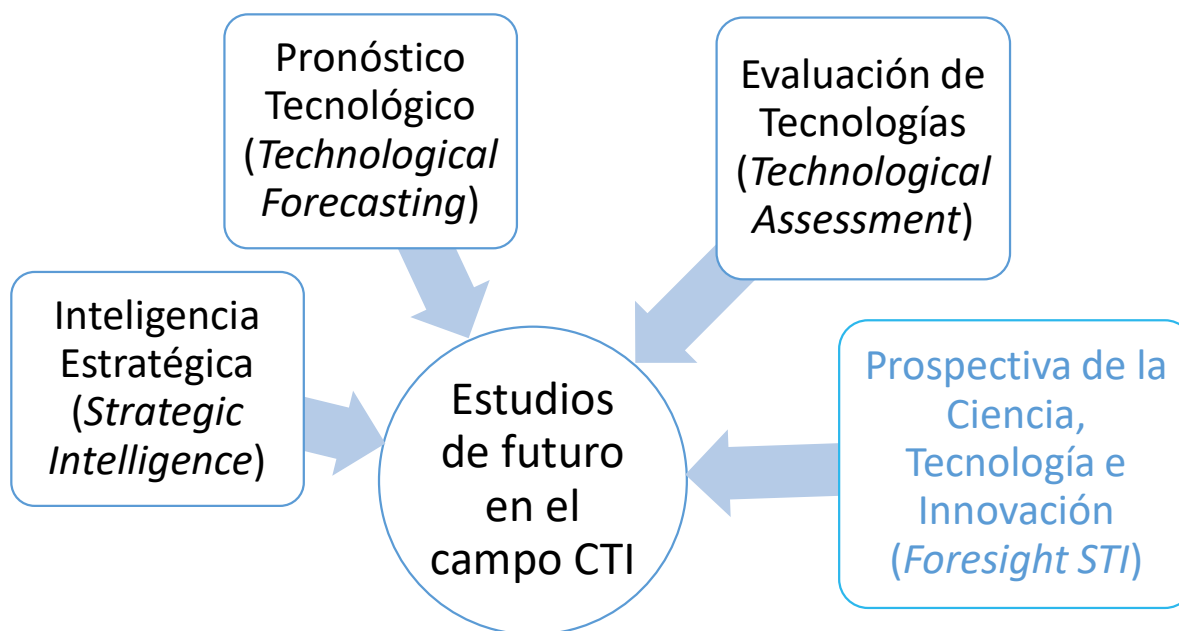 Pronóstico
Tecnológico
(Technological
Forecasting)
Evaluación de
Tecnologías
(Technological
Assessment)
Inteligencia
Estratégica
(Strategic
Intelligence)
Estudios
de futuro
en el
campo CTI
Prospectiva de la
Ciencia,
Tecnología e
Innovación
(Foresight STI)